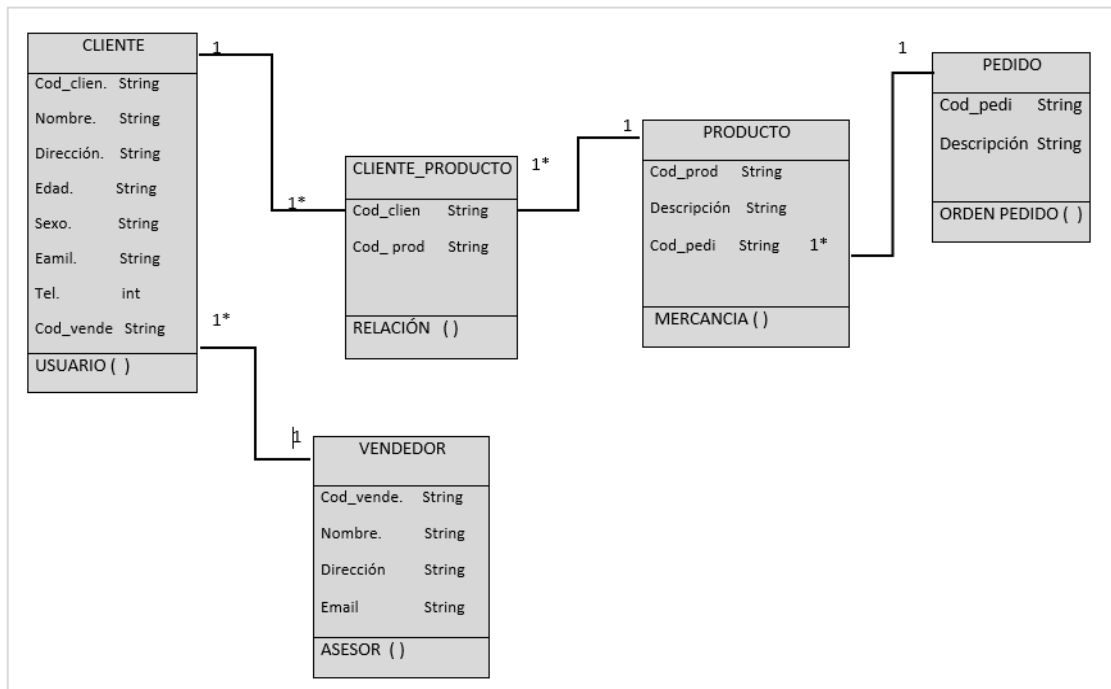 CLIENTE
Cod_clien. String
Nombre. String
Dirección. String
Edad. String
Sexo. String
Eamil. String
Tel. int
Cod_vende String
USUARIO ( )
1
1*
1*
CLIENTE_PRODUCTO
Cod_clien String
Cod_ prod String
RELACIÓN ( )
1*
1
PRODUCTO
Cod_prod String
Descripción String
Cod_pedi String 1*
MERCANCIA ( )
1
PEDIDO
Cod_pedi String
Descripción String
ORDEN PEDIDO ( )
1
VENDEDOR
Cod_vende. String
Nombre. String
Dirección String
Email String
ASESOR ( )